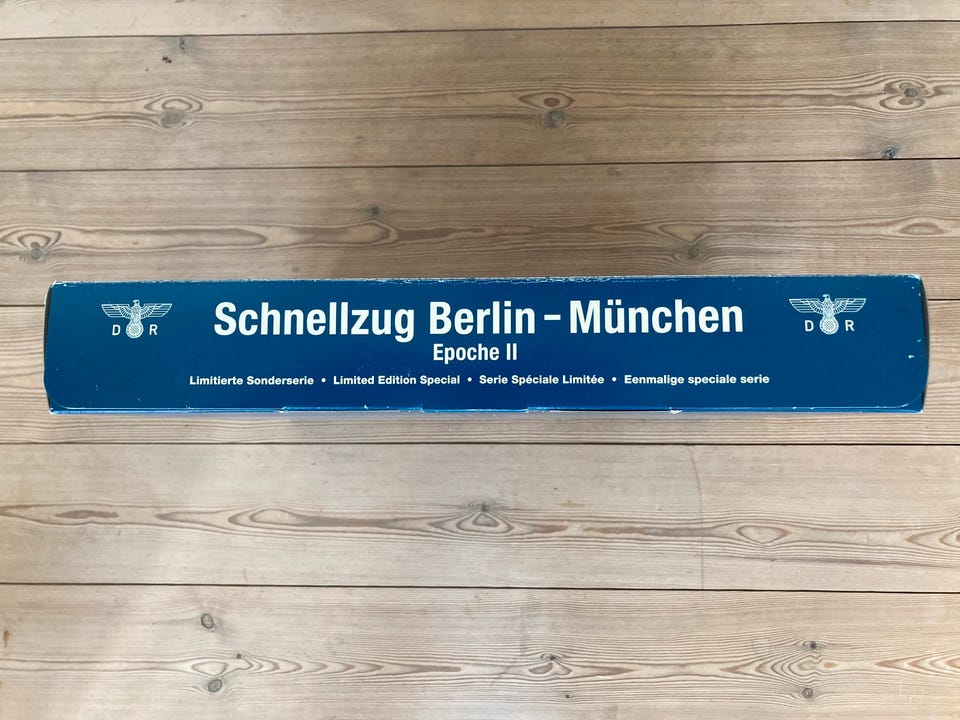 D R
Schnellzug Berlin – München
D R
Epoche II
Limitierte Sonderserie • Limited Edition Special • Serie Spéciale Limitée • Eenmalige speciale serie